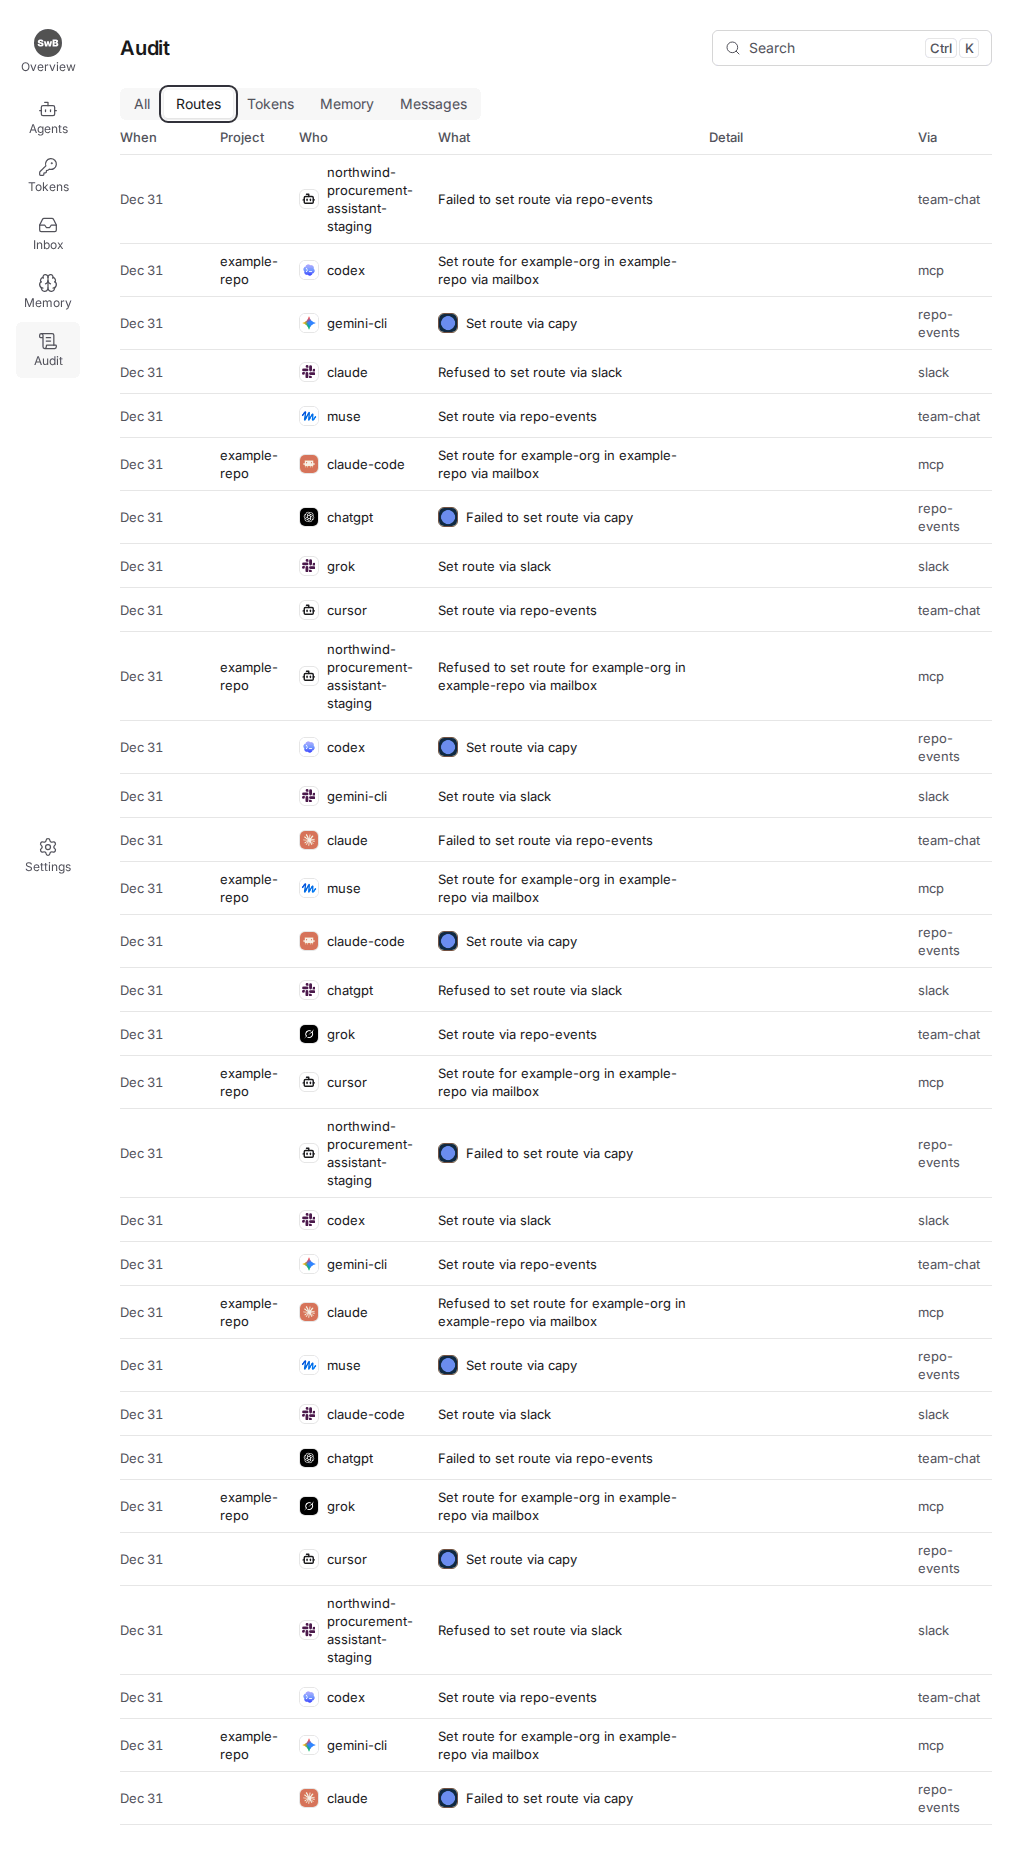 SwB
Overview
Agents
Tokens
Inbox
Memory
Audit
Settings
Audit
Search
Ctrl K
All Routes Tokens Memory Messages
When Project Who What Detail Via
Dec 31 northwind-procurement-assistant-staging Failed to set route via repo-events team-chat
Dec 31 example-repo codex Set route for example-org in example-repo via mailbox mcp
Dec 31 gemini-cli Set route via capy repo-events
Dec 31 claude Refused to set route via slack slack
Dec 31 muse Set route via repo-events team-chat
Dec 31 example-repo claude-code Set route for example-org in example-repo via mailbox mcp
Dec 31 chatgpt Failed to set route via capy repo-events
Dec 31 grok Set route via slack slack
Dec 31 cursor Set route via repo-events team-chat
Dec 31 example-repo northwind-procurement-assistant-staging Refused to set route for example-org in example-repo via mailbox mcp
Dec 31 codex Set route via capy repo-events
Dec 31 gemini-cli Set route via slack slack
Dec 31 claude Failed to set route via repo-events team-chat
Dec 31 example-repo muse Set route for example-org in example-repo via mailbox mcp
Dec 31 claude-code Set route via capy repo-events
Dec 31 chatgpt Refused to set route via slack slack
Dec 31 grok Set route via repo-events team-chat
Dec 31 example-repo cursor Set route for example-org in example-repo via mailbox mcp
Dec 31 northwind-procurement-assistant-staging Failed to set route via capy repo-events
Dec 31 codex Set route via slack slack
Dec 31 gemini-cli Set route via repo-events team-chat
Dec 31 example-repo claude Refused to set route for example-org in example-repo via mailbox mcp
Dec 31 muse Set route via capy repo-events
Dec 31 claude-code Set route via slack slack
Dec 31 chatgpt Failed to set route via repo-events team-chat
Dec 31 example-repo grok Set route for example-org in example-repo via mailbox mcp
Dec 31 cursor Set route via capy repo-events
Dec 31 northwind-procurement-assistant-staging Refused to set route via slack slack
Dec 31 codex Set route via repo-events team-chat
Dec 31 example-repo gemini-cli Set route for example-org in example-repo via mailbox mcp
Dec 31 claude Failed to set route via capy repo-events